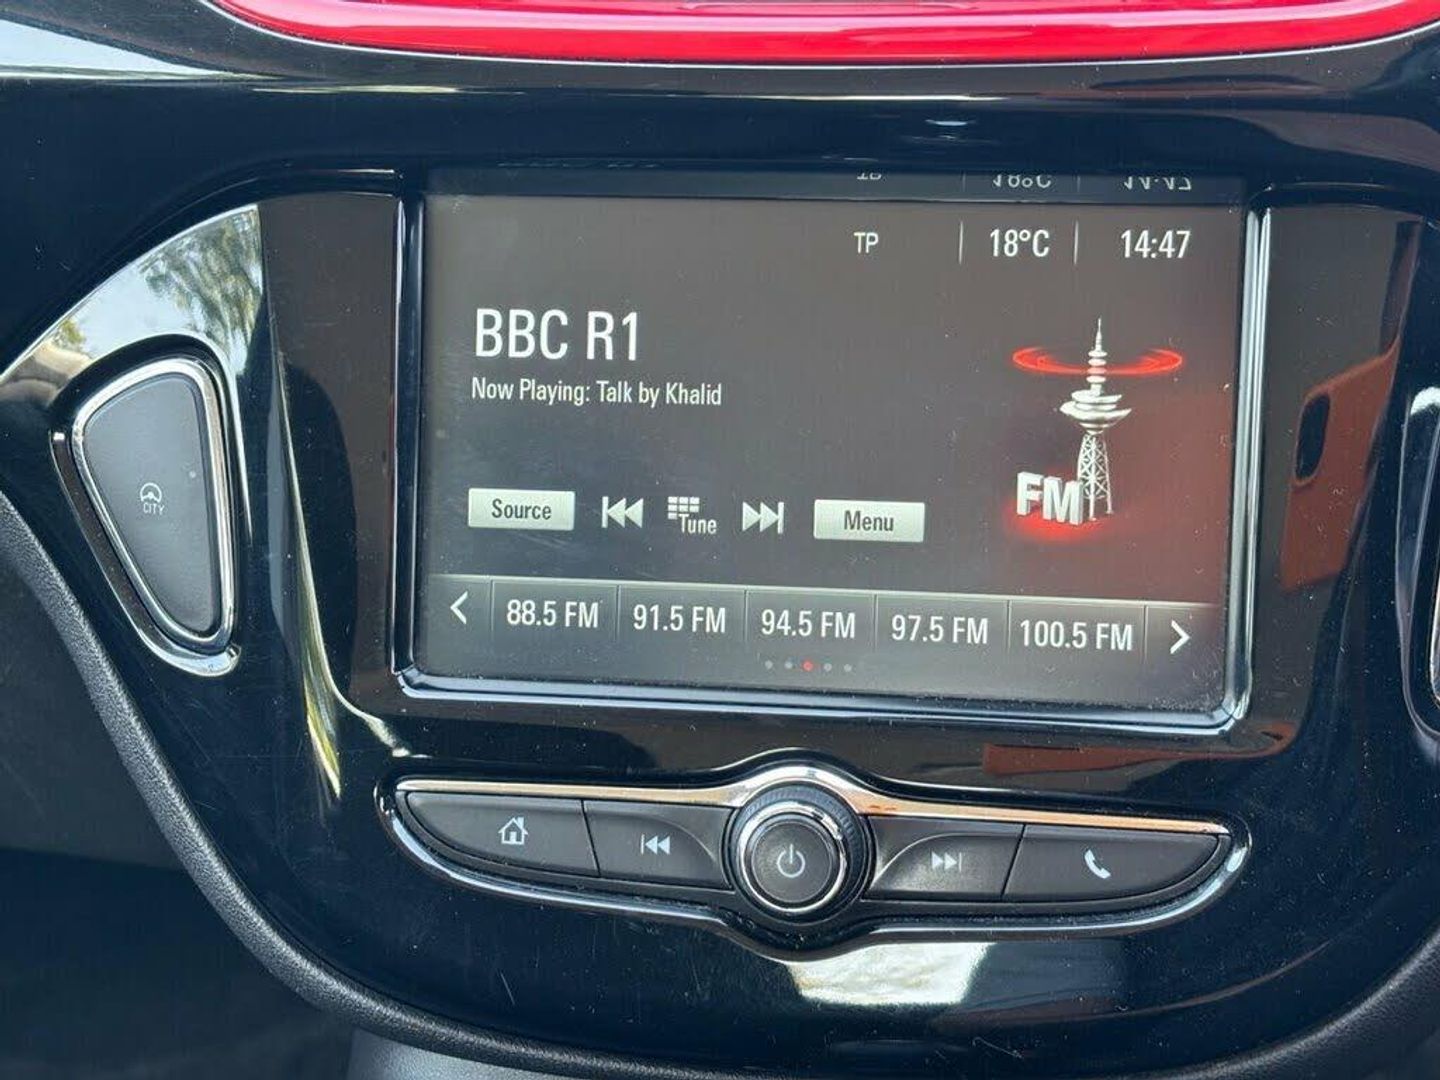 TP 18°C 14:47
BBC R1
Now Playing: Talk by Khalid
FM
Source Tune Menu
88.5 FM 91.5 FM 94.5 FM 97.5 FM 100.5 FM
CITY